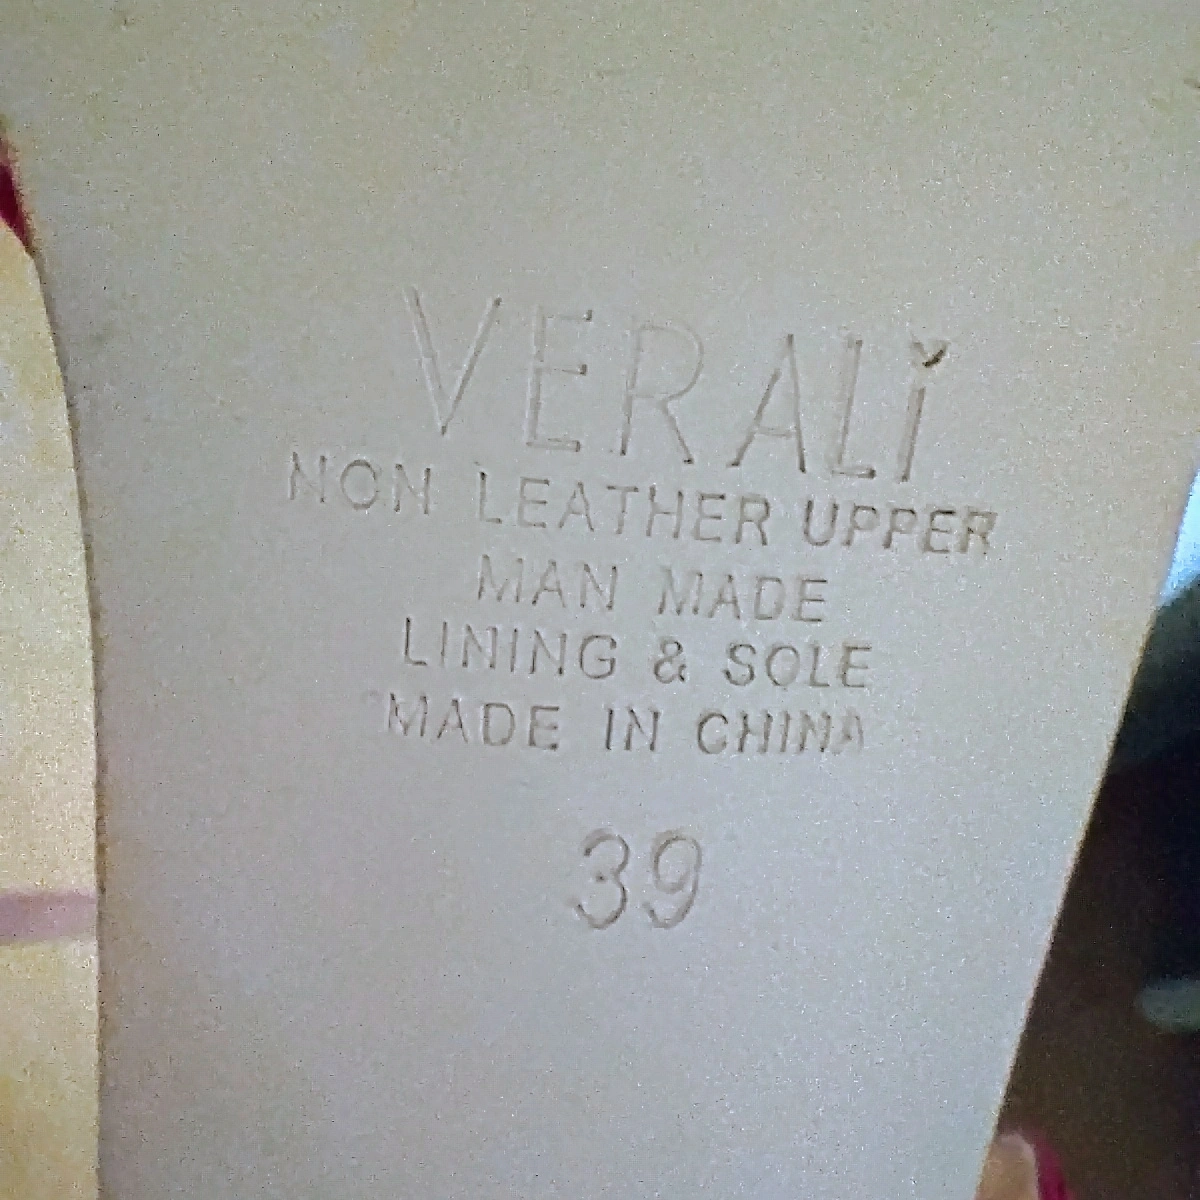 VERALi
NON LEATHER UPPER
MAN MADE
LINING & SOLE
MADE IN CHINA
39